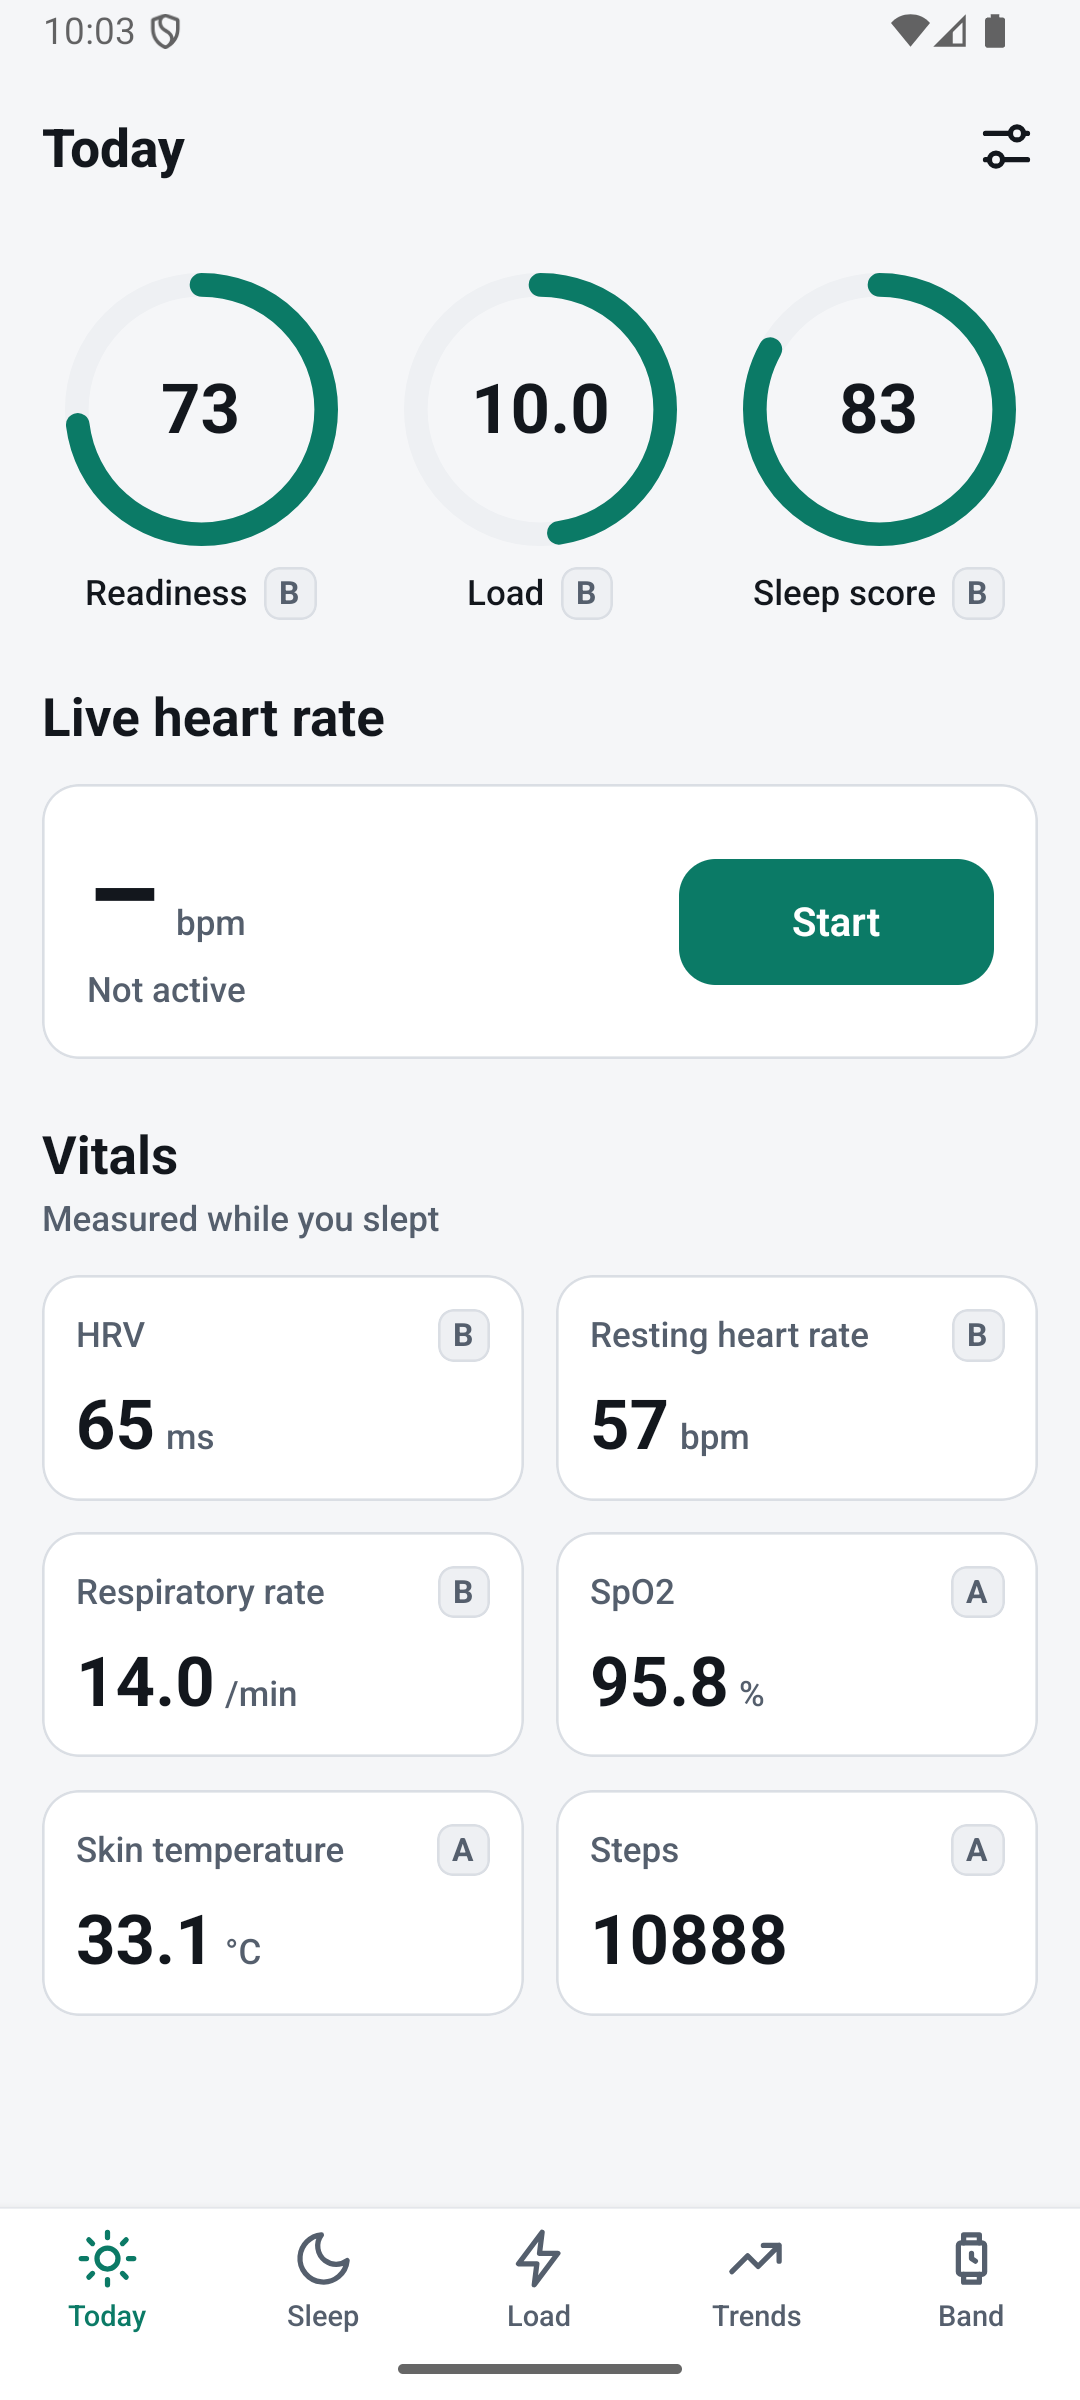 10:03
Today
73
10.0
83
Readiness B
Load B
Sleep score B
Live heart rate
– bpm
Not active
Start
Vitals
Measured while you slept
HRV B
65 ms
Resting heart rate B
57 bpm
Respiratory rate B
14.0 /min
SpO2 A
95.8 %
Skin temperature A
33.1 °C
Steps A
10888
Today
Sleep
Load
Trends
Band